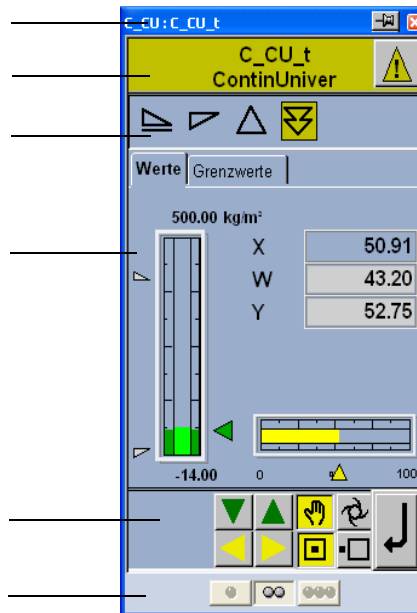 C_CU:C_CU_t
C_CU_t
ContinUniver
Werte Grenzwerte
500.00 kg/m³
X 50.91
W 43.20
Y 52.75
-14.00 0 100